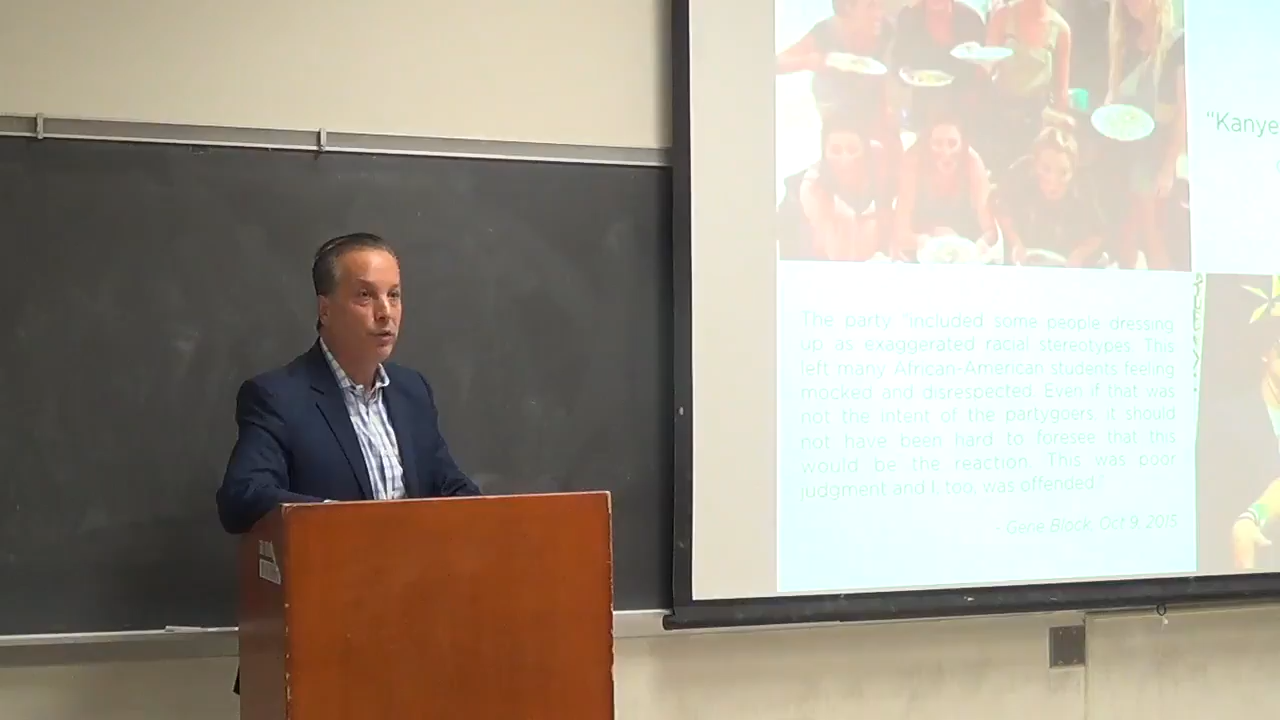 "Kanye
The party "included some people dressing
up as exaggerated racial stereotypes. This
left many African-American students feeling
mocked and disrespected. Even if that was
not the intent of the partygoers, it should
not have been hard to foresee that this
would be the reaction. This was poor
judgment and I, too, was offended."
- Gene Block, Oct 9, 2015